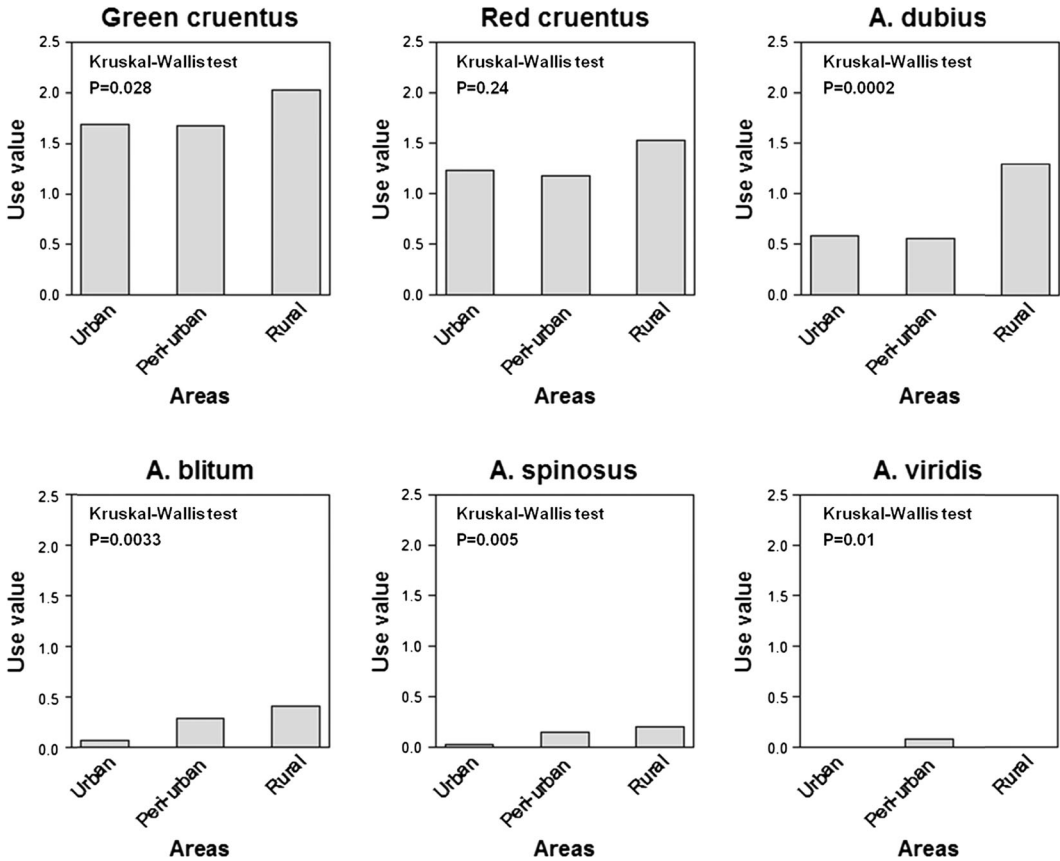 Green cruentus
Red cruentus
A. dubius
2.5
2.0
1.5
1.0
0.5
0.0
Use value
Kruskal-Wallis test
P=0.028
Urban
Peri-urban
Rural
Areas
2.5
2.0
1.5
1.0
0.5
0.0
Use value
Kruskal-Wallis test
P=0.24
Urban
Peri-urban
Rural
Areas
2.5
2.0
1.5
1.0
0.5
0.0
Use value
Kruskal-Wallis test
P=0.0002
Urban
Peri-urban
Rural
Areas
A. blitum
A. spinosus
A. viridis
2.5
2.0
1.5
1.0
0.5
0.0
Use value
Kruskal-Wallis test
P=0.0033
Urban
Peri-urban
Rural
Areas
2.5
2.0
1.5
1.0
0.5
0.0
Use value
Kruskal-Wallis test
P=0.005
Urban
Peri-urban
Rural
Areas
2.5
2.0
1.5
1.0
0.5
0.0
Use value
Kruskal-Wallis test
P=0.01
Urban
Peri-urban
Rural
Areas